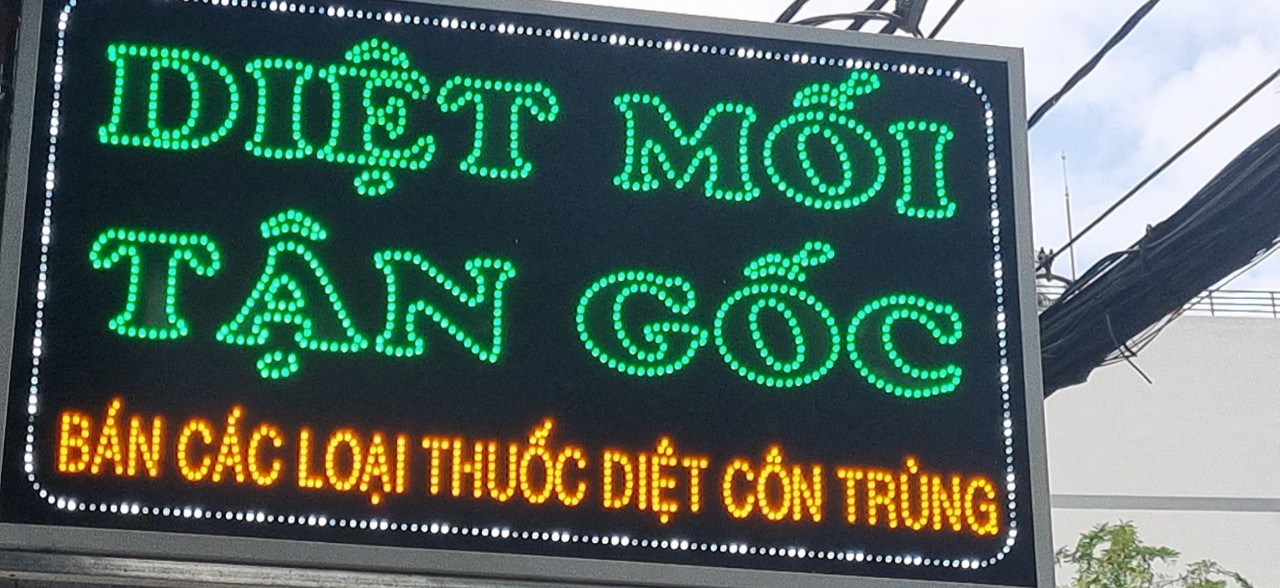 DIỆT MỐI
TẬN GỐC
BÁN CÁC LOẠI THUỐC DIỆT CÔN TRÙNG